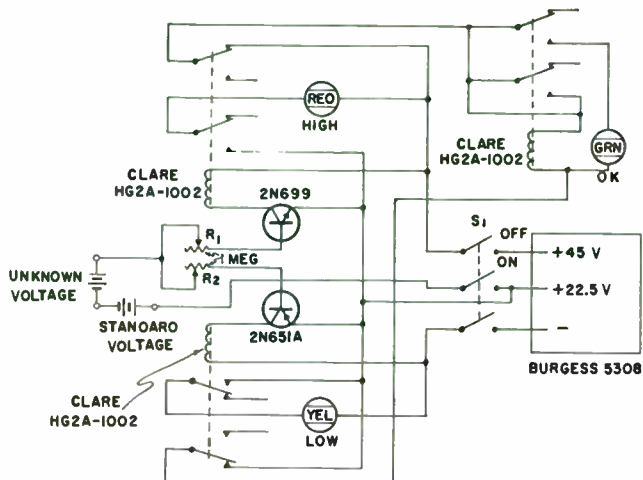 REO
HIGH
CLARE
HG2A-1002
GRN
OK
CLARE
HG2A-1002
2N699
S1
OFF
ON
+45 V
+22.5 V
−
BURGESS 5308
R1
MEG
R2
UNKNOWN
VOLTAGE
STANOARO
VOLTAGE
2N651A
CLARE
HG2A-1002
YEL
LOW